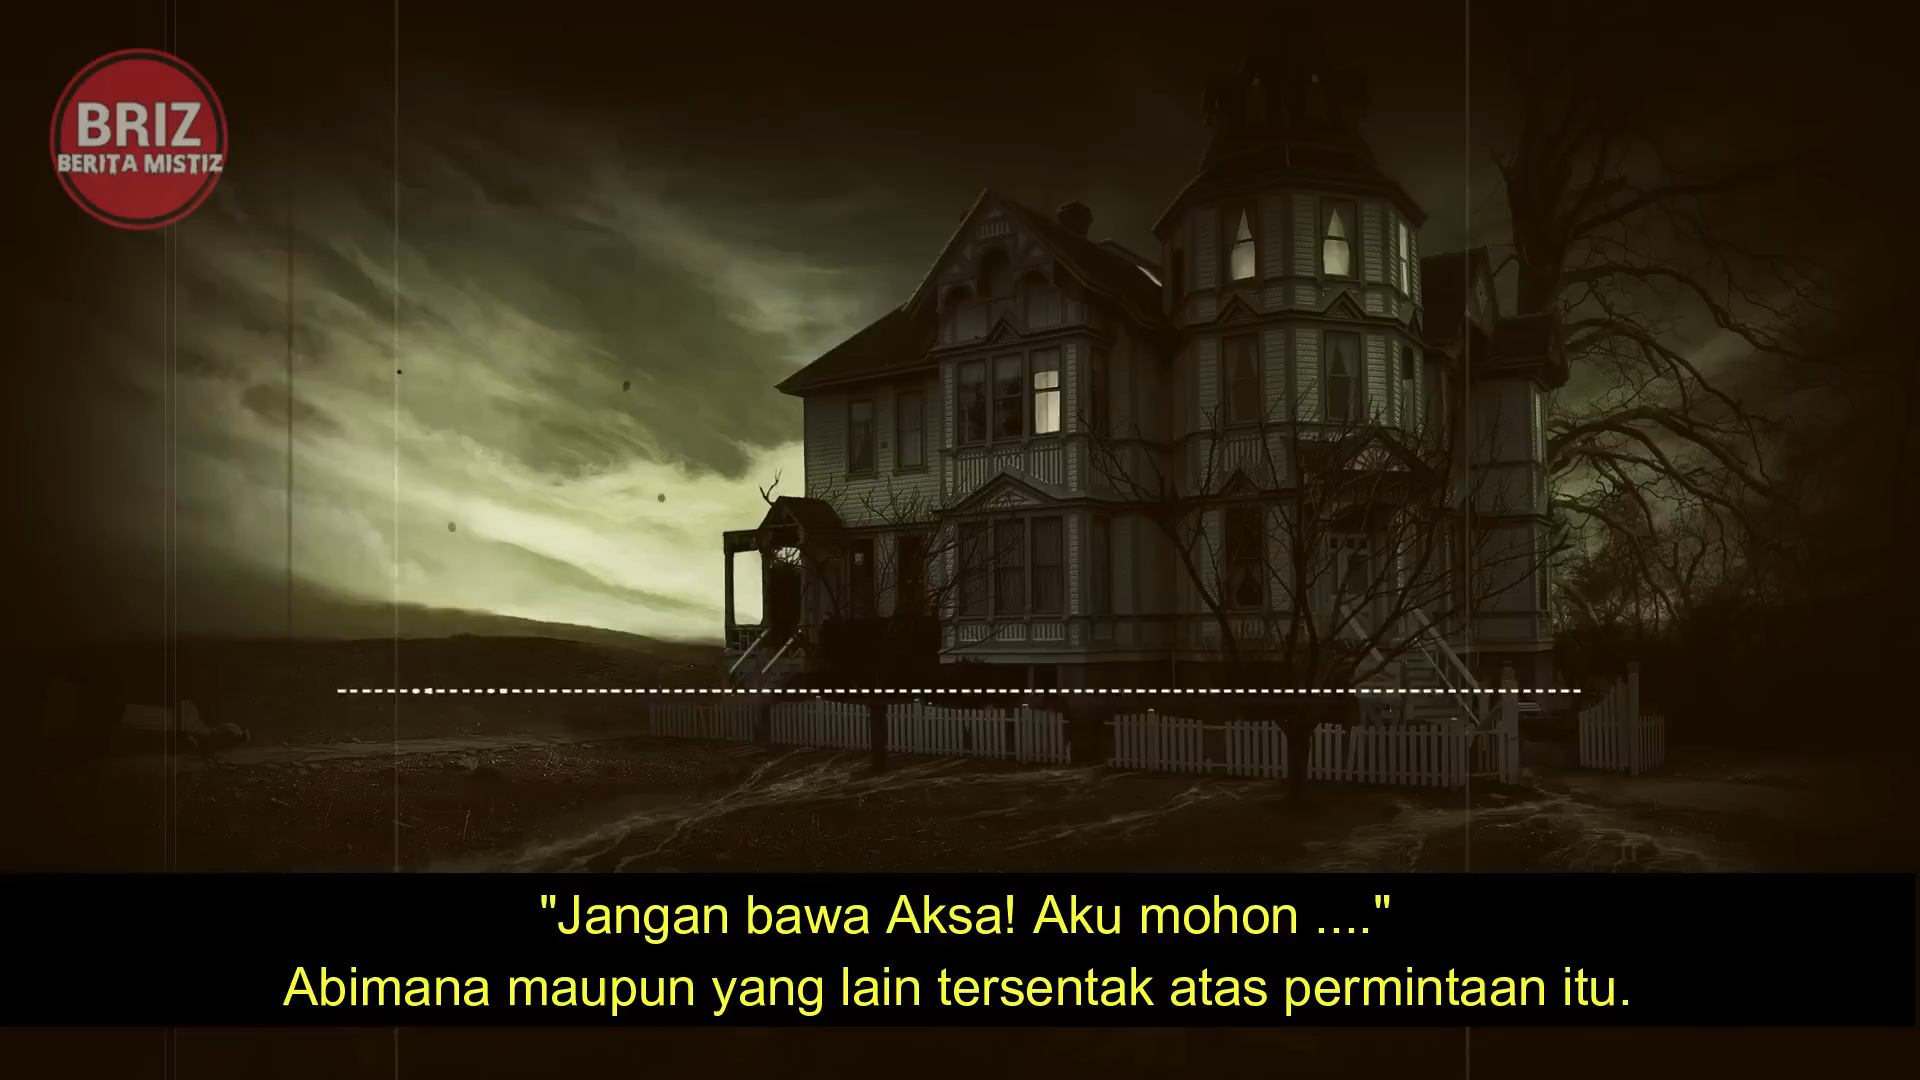 BRIZ
BERITA MISTIZ
"Jangan bawa Aksa! Aku mohon ...."
Abimana maupun yang lain tersentak atas permintaan itu.